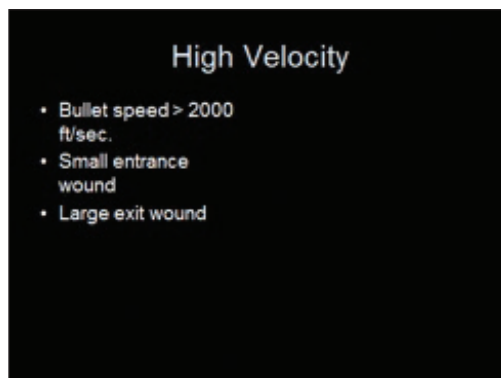 High Velocity
• Bullet speed > 2000
ft/sec.
• Small entrance
wound
• Large exit wound